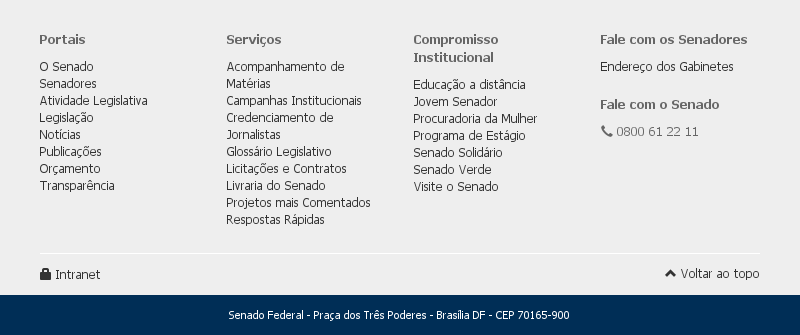 Portais
O Senado
Senadores
Atividade Legislativa
Legislação
Notícias
Publicações
Orçamento
Transparência
Serviços
Acompanhamento de
Matérias
Campanhas Institucionais
Credenciamento de
Jornalistas
Glossário Legislativo
Licitações e Contratos
Livraria do Senado
Projetos mais Comentados
Respostas Rápidas
Compromisso
Institucional
Educação a distância
Jovem Senador
Procuradoria da Mulher
Programa de Estágio
Senado Solidário
Senado Verde
Visite o Senado
Fale com os Senadores
Endereço dos Gabinetes
Fale com o Senado
0800 61 22 11
Intranet
Voltar ao topo
Senado Federal - Praça dos Três Poderes - Brasília DF - CEP 70165-900